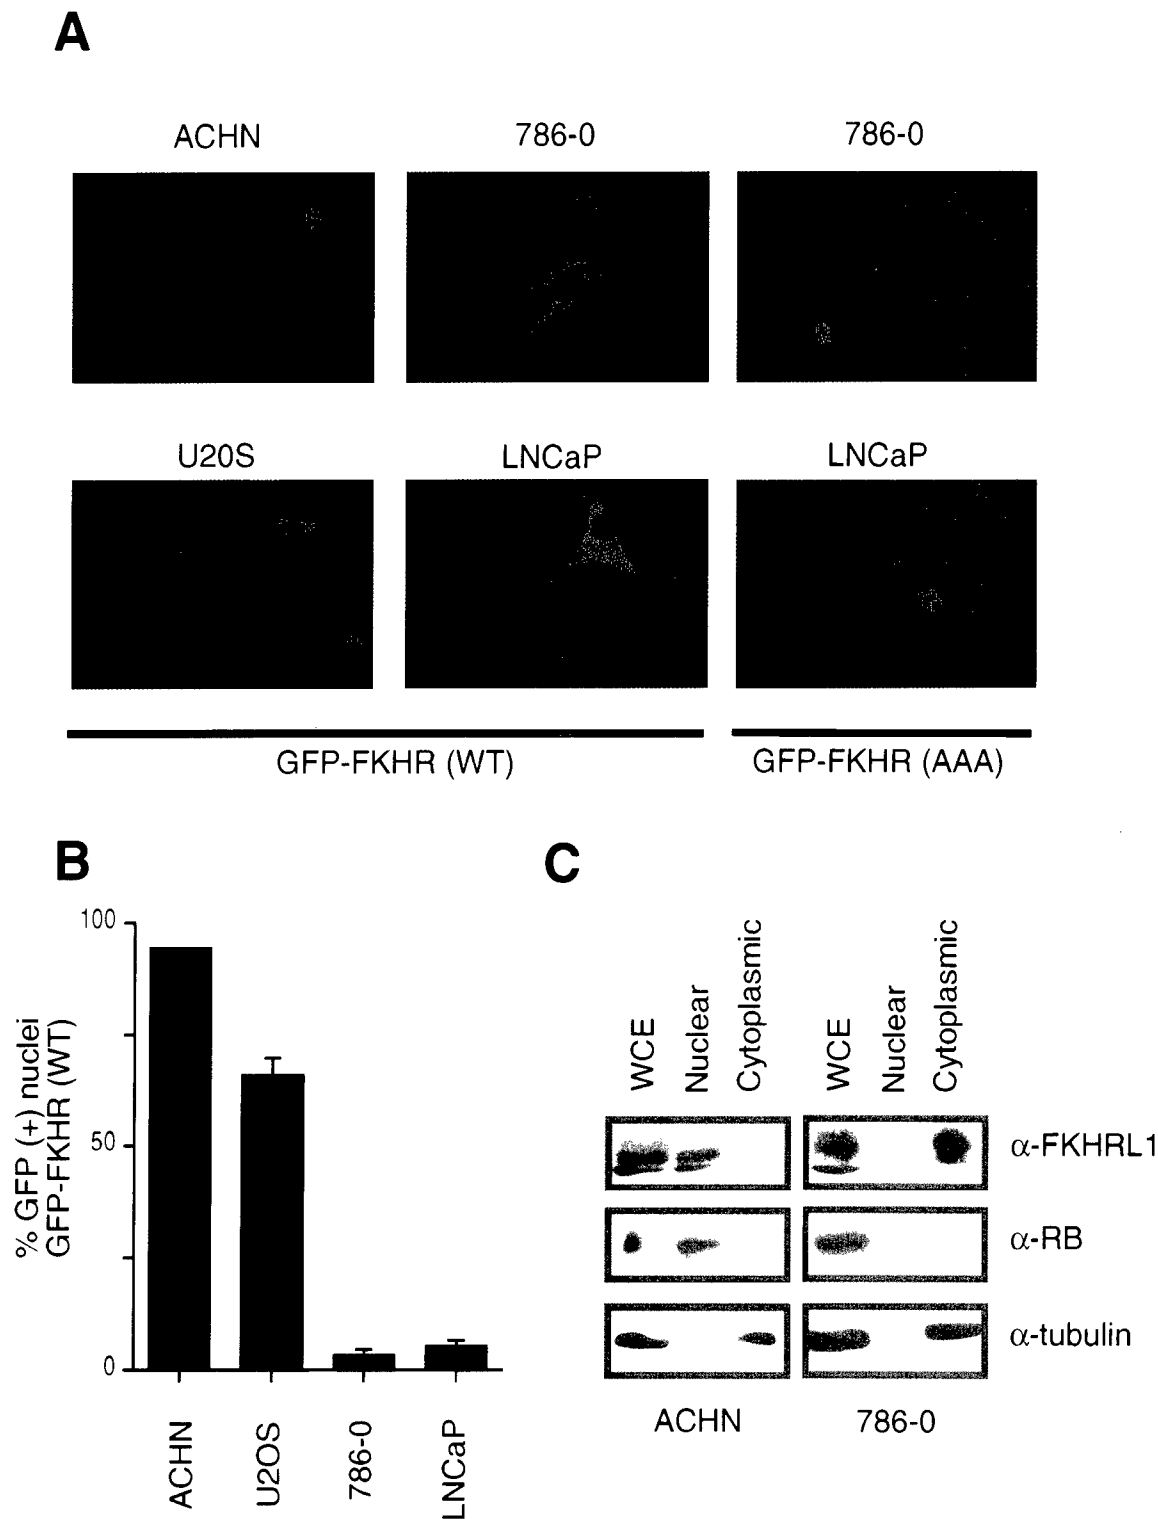 A
ACHN 786-0 786-0
U20S LNCaP LNCaP
GFP-FKHR (WT) GFP-FKHR (AAA)
B
100
50
0
% GFP (+) nuclei
GFP-FKHR (WT)
ACHN
U2OS
786-0
LNCaP
C
WCE
Nuclear
Cytoplasmic
WCE
Nuclear
Cytoplasmic
α-FKHRL1
α-RB
α-tubulin
ACHN 786-0